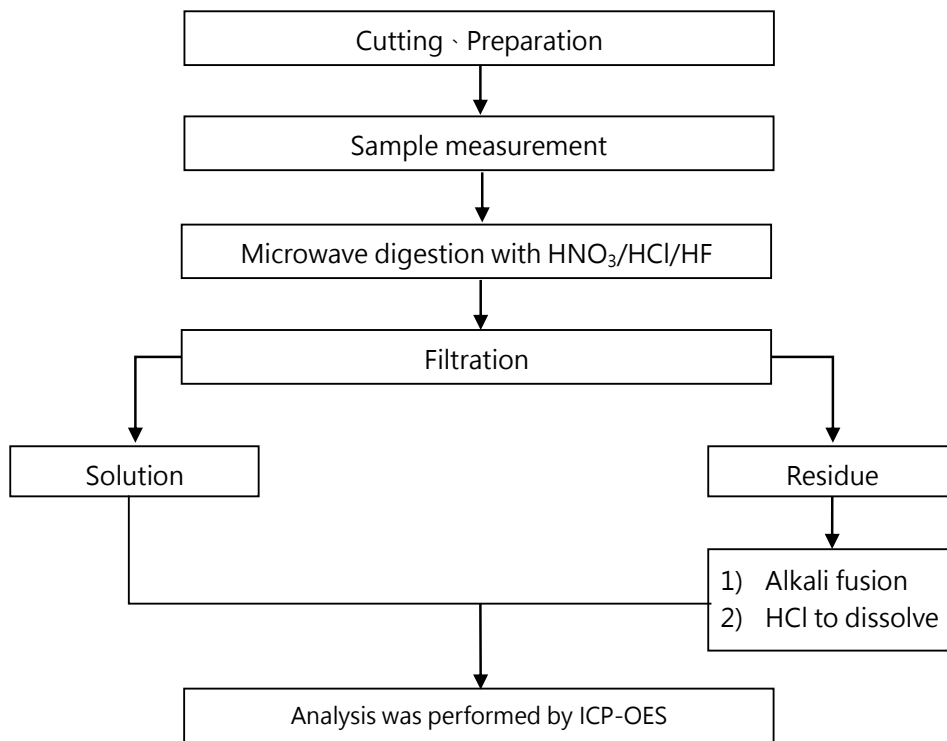 Cutting、Preparation
Sample measurement
Microwave digestion with HNO₃/HCl/HF
Filtration
Solution
Residue
1) Alkali fusion
2) HCl to dissolve
Analysis was performed by ICP-OES